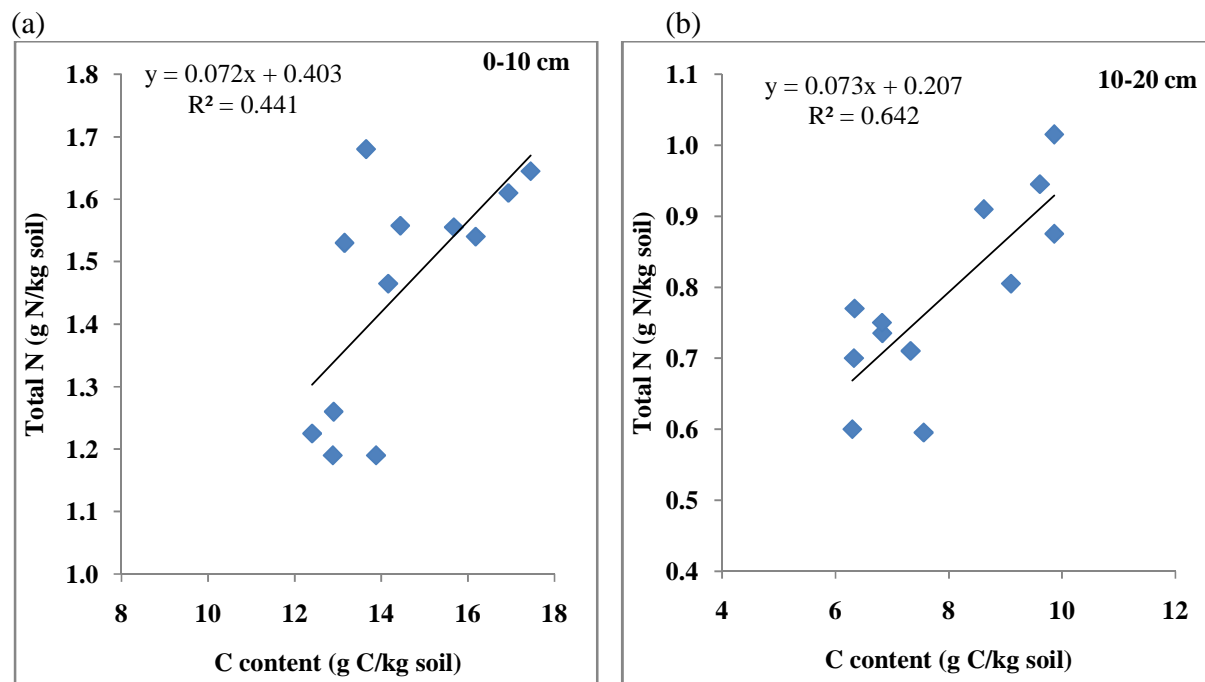 (a)
0-10 cm
y = 0.072x + 0.403
R² = 0.441
Total N (g N/kg soil)
1.8
1.7
1.6
1.5
1.4
1.3
1.2
1.1
1.0
8 10 12 14 16 18
C content (g C/kg soil)
(b)
10-20 cm
y = 0.073x + 0.207
R² = 0.642
Total N (g N/kg soil)
1.1
1.0
0.9
0.8
0.7
0.6
0.5
0.4
4 6 8 10 12
C content (g C/kg soil)